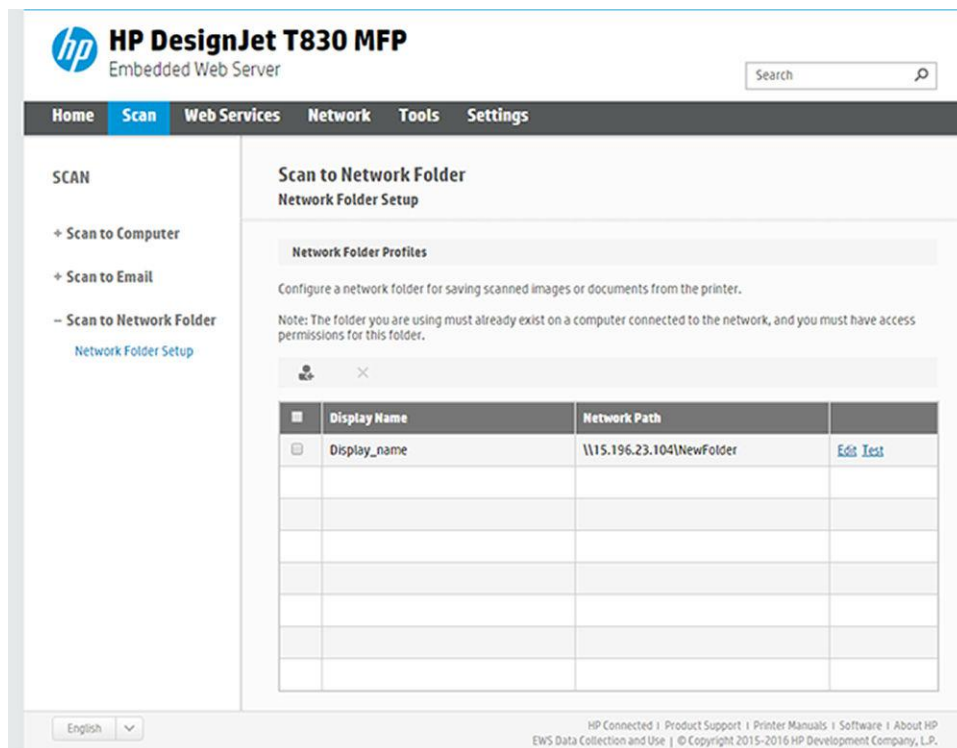 hp
HP DesignJet T830 MFP
Embedded Web Server
Search
Home Scan Web Services Network Tools Settings
SCAN
+ Scan to Computer
+ Scan to Email
− Scan to Network Folder
Network Folder Setup
Scan to Network Folder
Network Folder Setup
Network Folder Profiles
Configure a network folder for saving scanned images or documents from the printer.
Note: The folder you are using must already exist on a computer connected to the network, and you must have access
permissions for this folder.
Display Name Network Path
Display_name \\15.196.23.104\NewFolder Edit Test
English
HP Connected | Product Support | Printer Manuals | Software | About HP
EWS Data Collection and Use | © Copyright 2015-2016 HP Development Company, L.P.